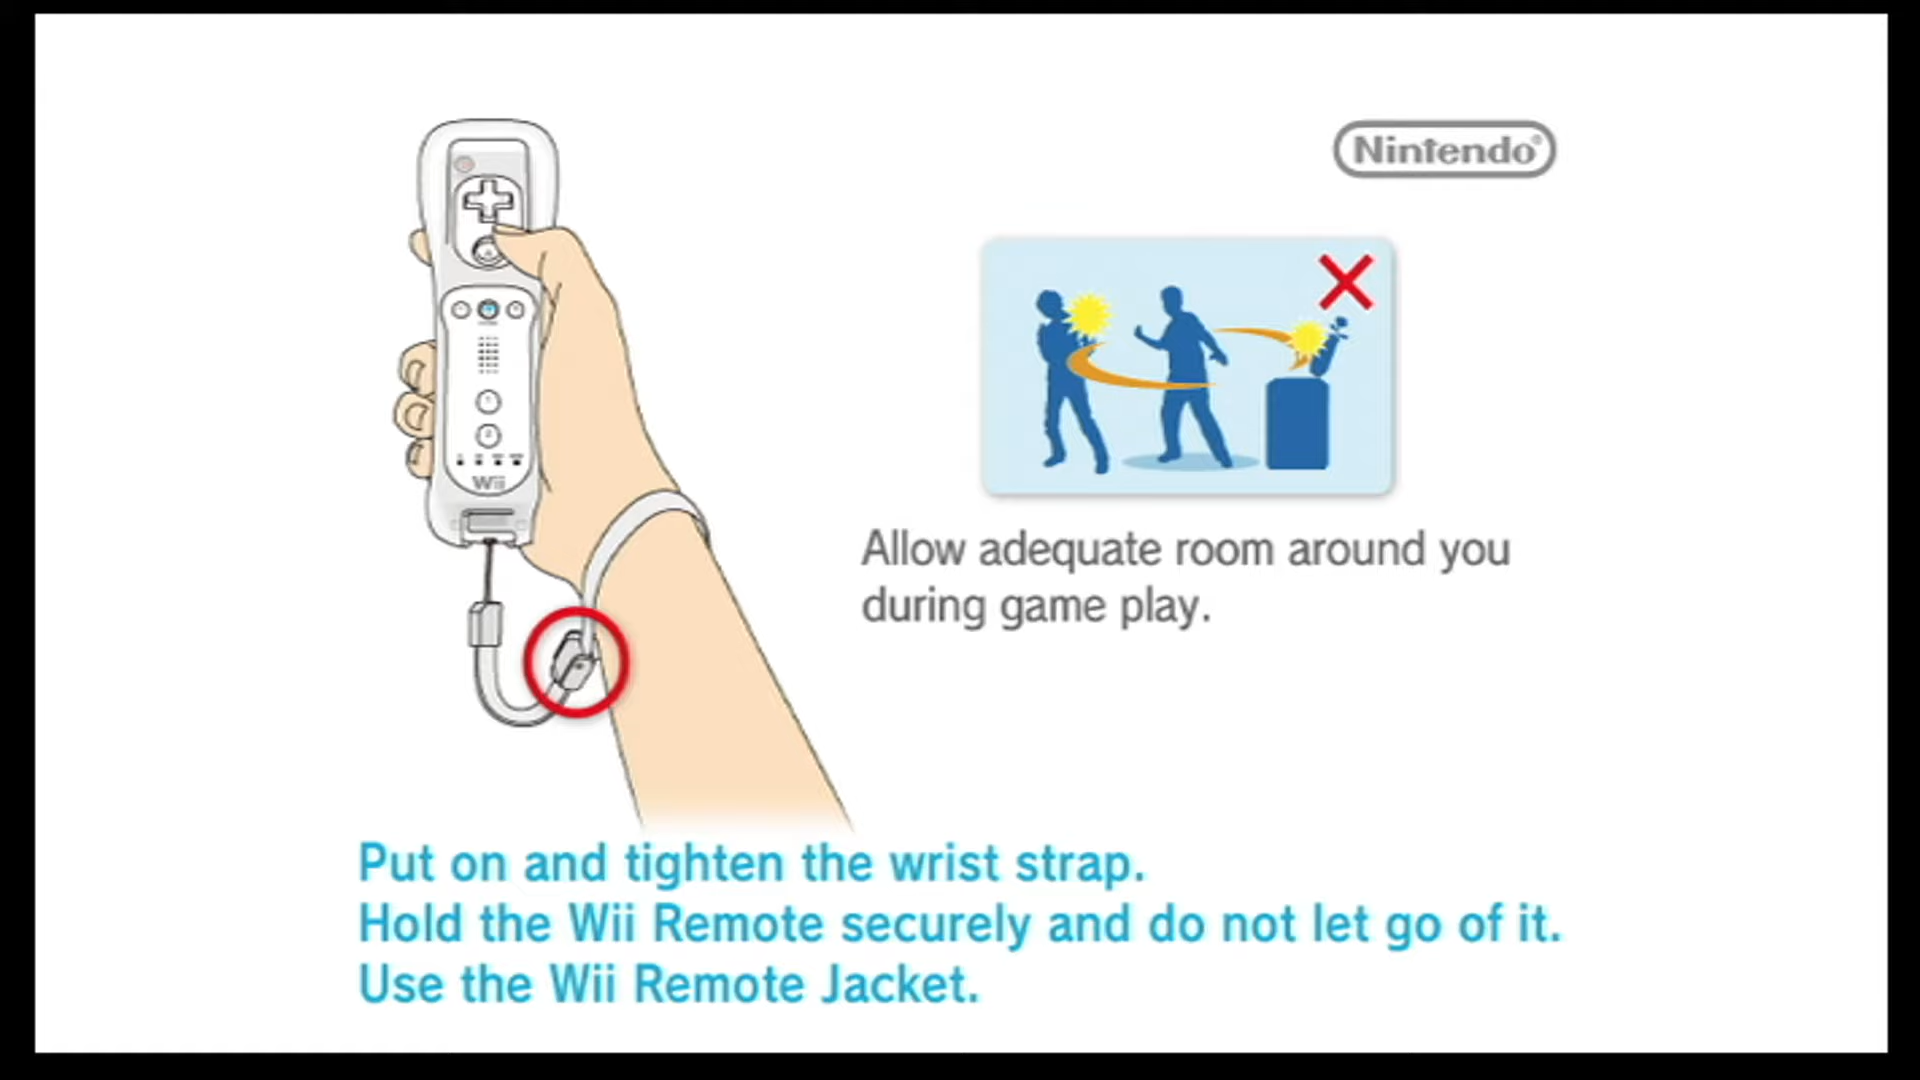 Nintendo®
Wii
Allow adequate room around you
during game play.
Put on and tighten the wrist strap.
Hold the Wii Remote securely and do not let go of it.
Use the Wii Remote Jacket.